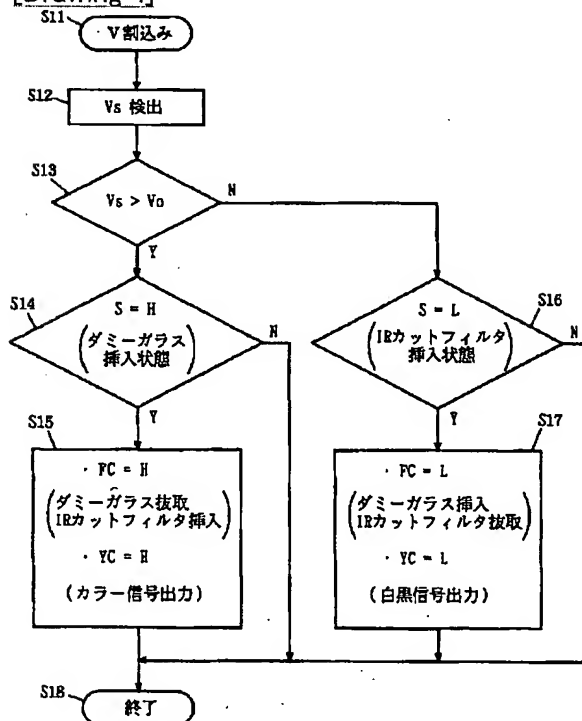 [Drawing 4]
S11
V割込み
S12
Vs 検出
S13
Vs > Vo
N
Y
S14
S = H
(ダミーガラス
挿入状態)
N
Y
S16
S = L
(IRカットフィルタ
挿入状態)
N
Y
S15
・FC = H
(ダミーガラス抜取
IRカットフィルタ挿入)
・YC = H
(カラー信号出力)
S17
・FC = L
(ダミーガラス挿入
IRカットフィルタ抜取)
・YC = L
(白黒信号出力)
S18
終了